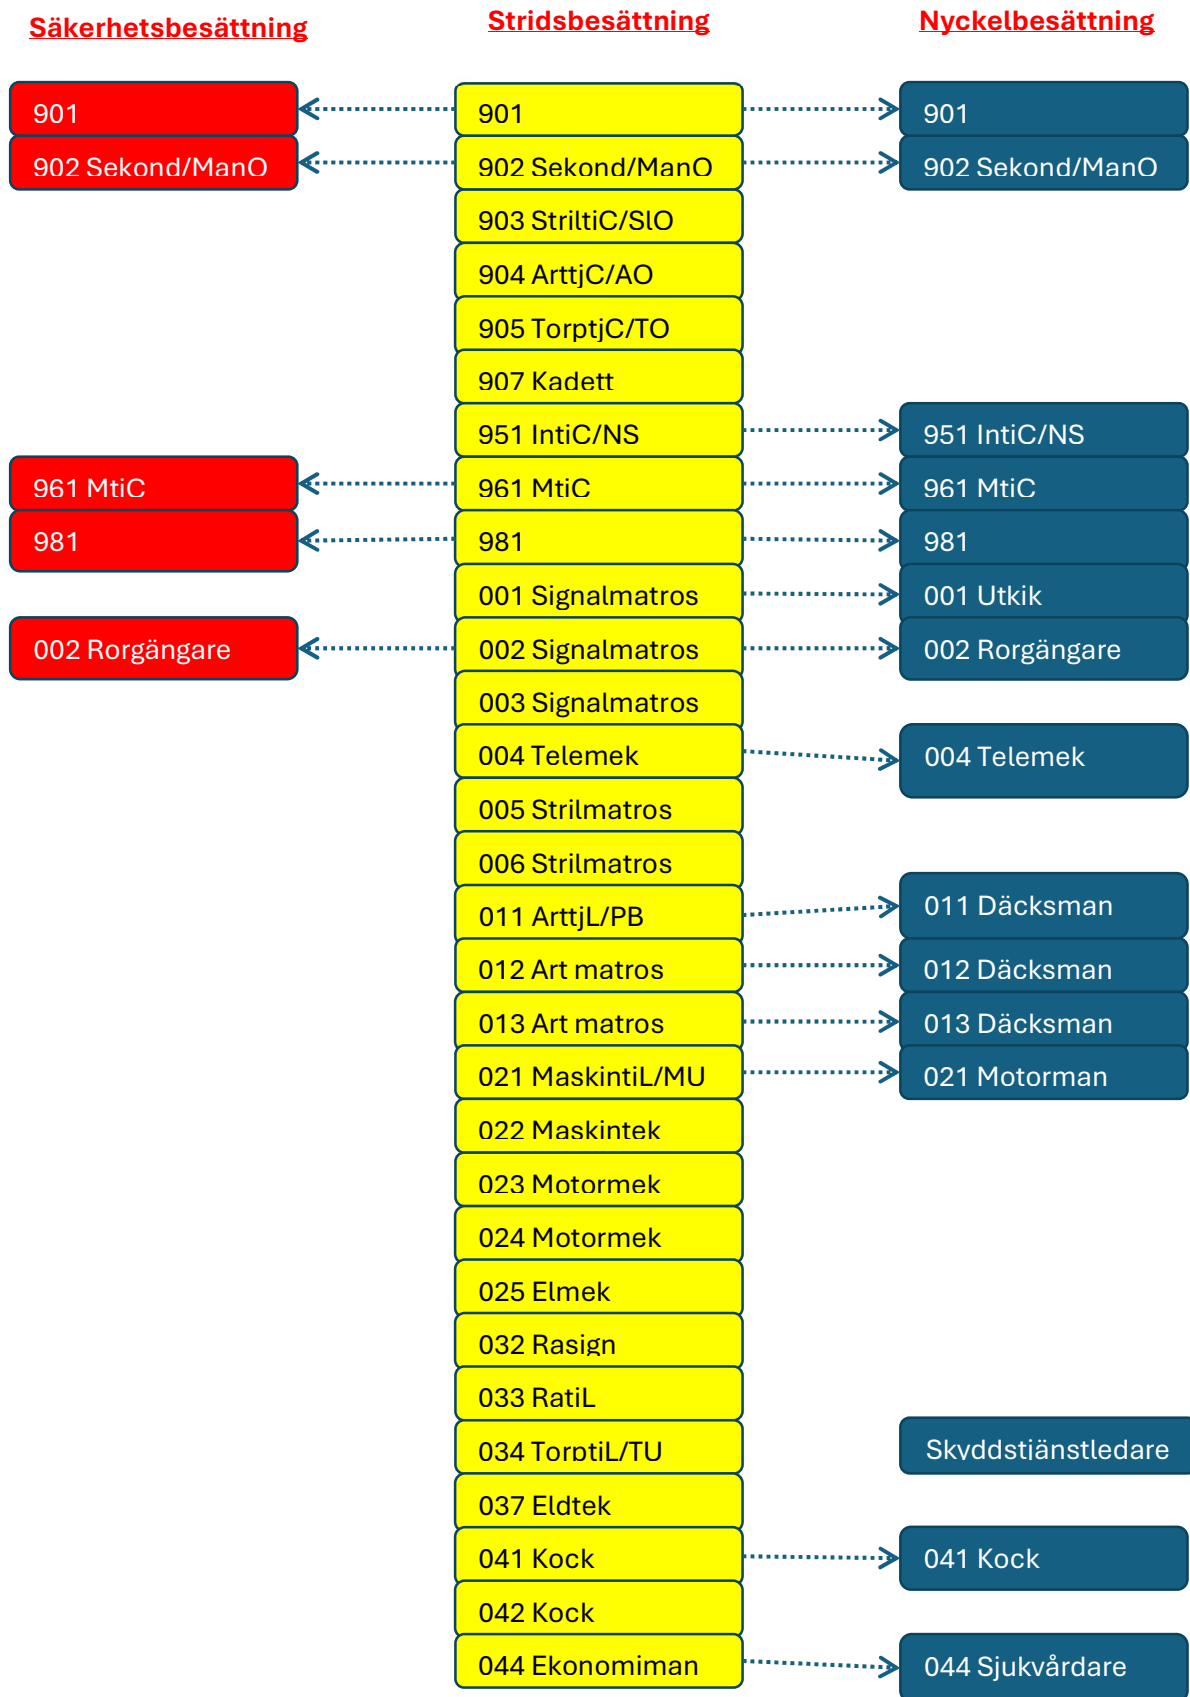 Säkerhetsbesättning Stridsbesättning Nyckelbesättning
901 901 901
902 Sekond/ManO 902 Sekond/ManO 902 Sekond/ManO
903 StriltiC/SlO
904 ArttjC/AO
905 TorptjC/TO
907 Kadett
951 IntiC/NS 951 IntiC/NS
961 MtiC 961 MtiC 961 MtiC
981 981 981
001 Signalmatros 001 Utkik
002 Rorgängare 002 Signalmatros 002 Rorgängare
003 Signalmatros
004 Telemek 004 Telemek
005 Strilmatros
006 Strilmatros
011 ArttjL/PB 011 Däcksman
012 Art matros 012 Däcksman
013 Art matros 013 Däcksman
021 MaskintiL/MU 021 Motorman
022 Maskintek
023 Motormek
024 Motormek
025 Elmek
032 Rasign
033 RatiL
034 TorptiL/TU Skyddstjänstledare
037 Eldtek
041 Kock 041 Kock
042 Kock
044 Ekonomiman 044 Sjukvårdare